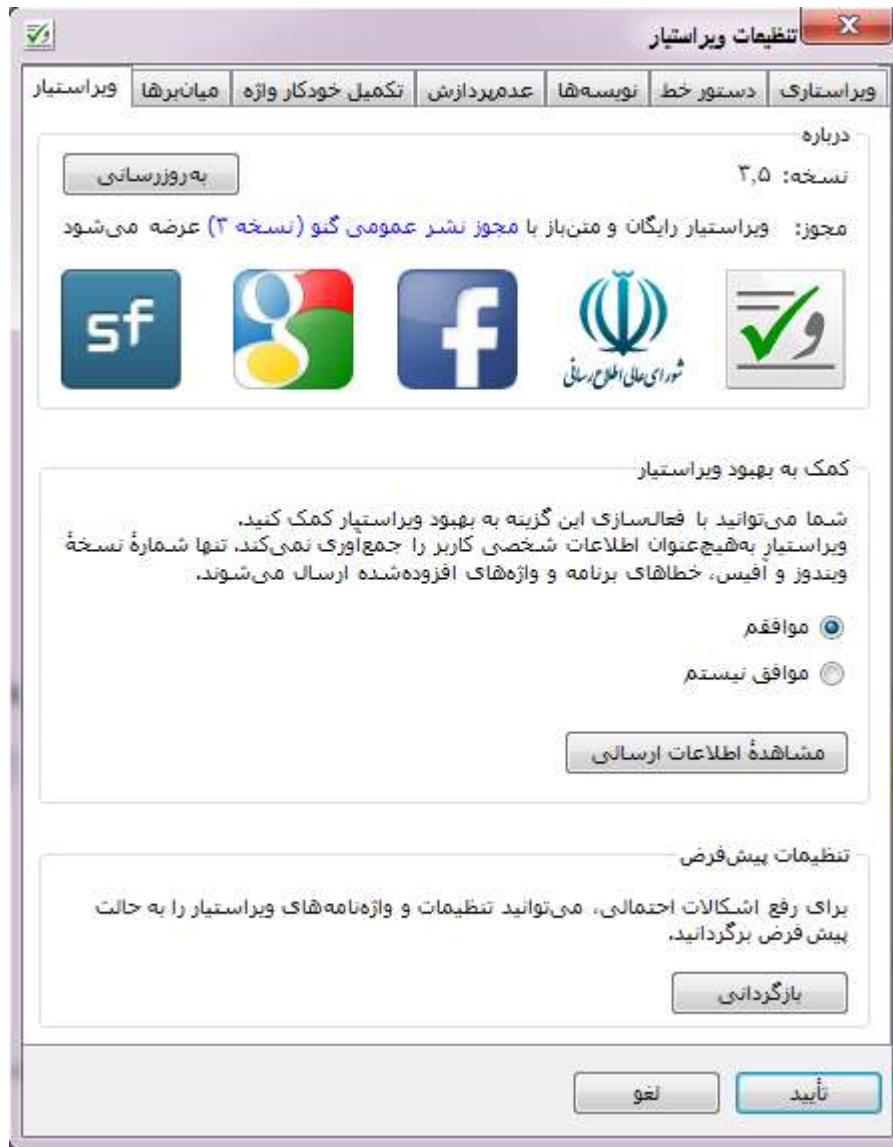 تنظیمات ویراستیار
ویراستاری دستور خط نویسه‌ها عدم‌پردازش تکمیل خودکار واژه میان‌برها ویراستیار
درباره
نسخه: ۳٫۵ به‌روزرسانی
مجوز: ویراستیار رایگان و متن‌باز با مجوز نشر عمومی گنو (نسخه ۳) عرضه می‌شود
و
شورای عالی اطلاع رسانی
f
g
sf
کمک به بهبود ویراستیار
شما می‌توانید با فعال‌سازی این گزینه به بهبود ویراستیار کمک کنید.
ویراستیار به‌هیچ‌عنوان اطلاعات شخصی کاربر را جمع‌آوری نمی‌کند. تنها شمارهٔ نسخهٔ
ویندوز و آفیس، خطاهای برنامه و واژه‌های افزوده‌شده ارسال می‌شوند.
موافقم
موافق نیستم
مشاهدهٔ اطلاعات ارسالی
تنظیمات پیش‌فرض
برای رفع اشکالات احتمالی، می‌توانید تنظیمات و واژه‌نامه‌های ویراستیار را به حالت
پیش‌فرض برگردانید.
بازگردانی
تأیید لغو